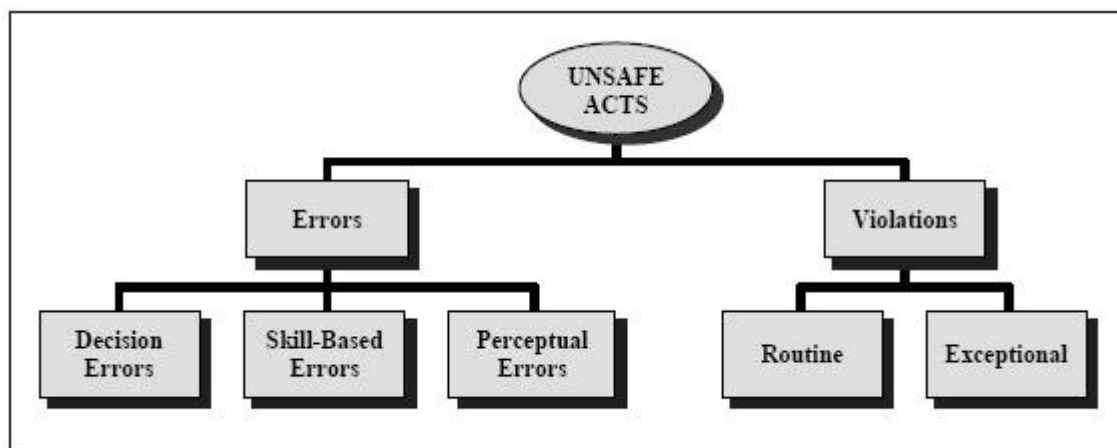 UNSAFE
ACTS
Errors
Violations
Decision
Errors
Skill-Based
Errors
Perceptual
Errors
Routine
Exceptional